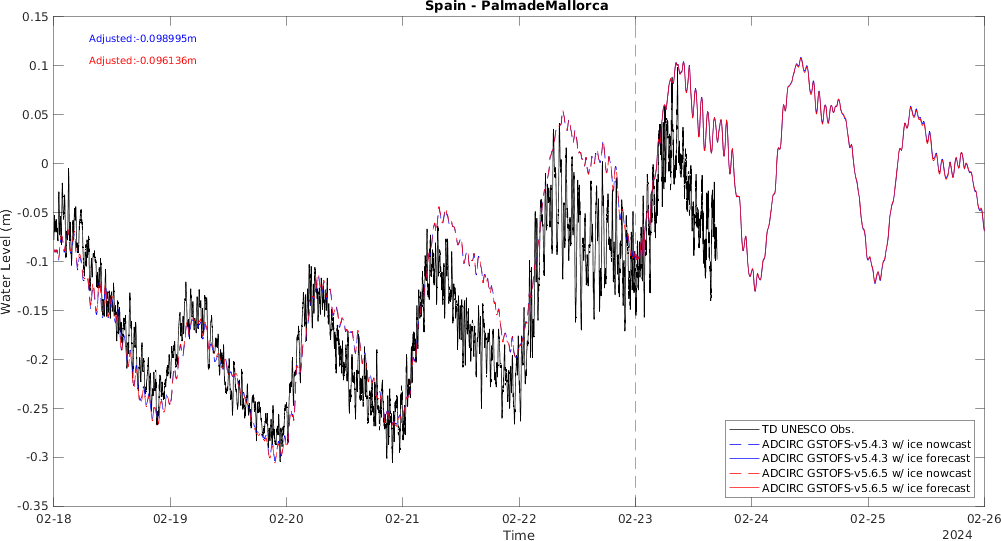 Spain - PalmadeMallorca
0.15
0.1
0.05
0
-0.05
-0.1
-0.15
-0.2
-0.25
-0.3
-0.35
Water Level (m)
Adjusted:-0.098995m
Adjusted:-0.096136m
TD UNESCO Obs.
ADCIRC GSTOFS-v5.4.3 w/ ice nowcast
ADCIRC GSTOFS-v5.4.3 w/ ice forecast
ADCIRC GSTOFS-v5.6.5 w/ ice nowcast
ADCIRC GSTOFS-v5.6.5 w/ ice forecast
02-18 02-19 02-20 02-21 02-22 02-23 02-24 02-25 02-26
Time
2024